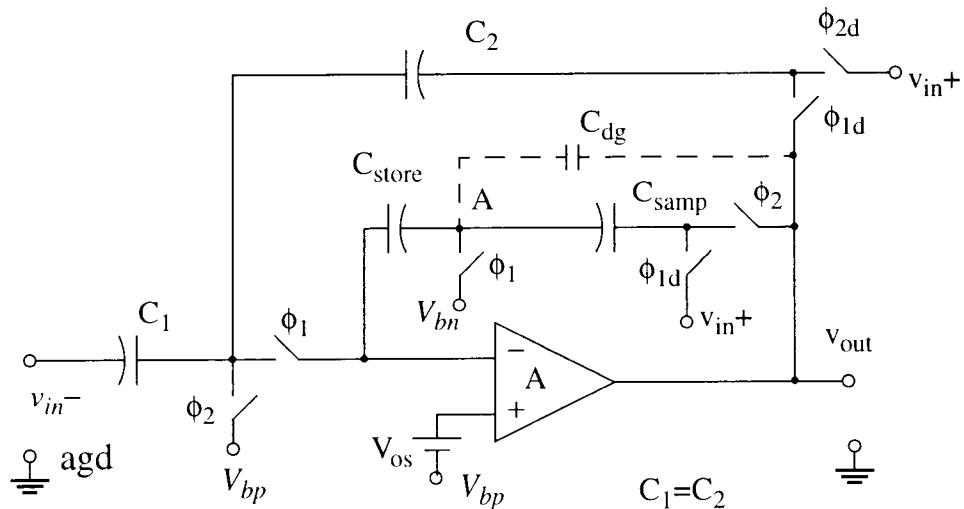 C₂
ϕ₂d
vin+
ϕ₁d
Cdg
Cstore
A
Csamp
ϕ₂
ϕ₁
ϕ₁d
Vbn
vin+
C₁
ϕ₁
vout
−
A
+
vin−
ϕ₂
Vos
agd
Vbp
Vbp
C₁=C₂